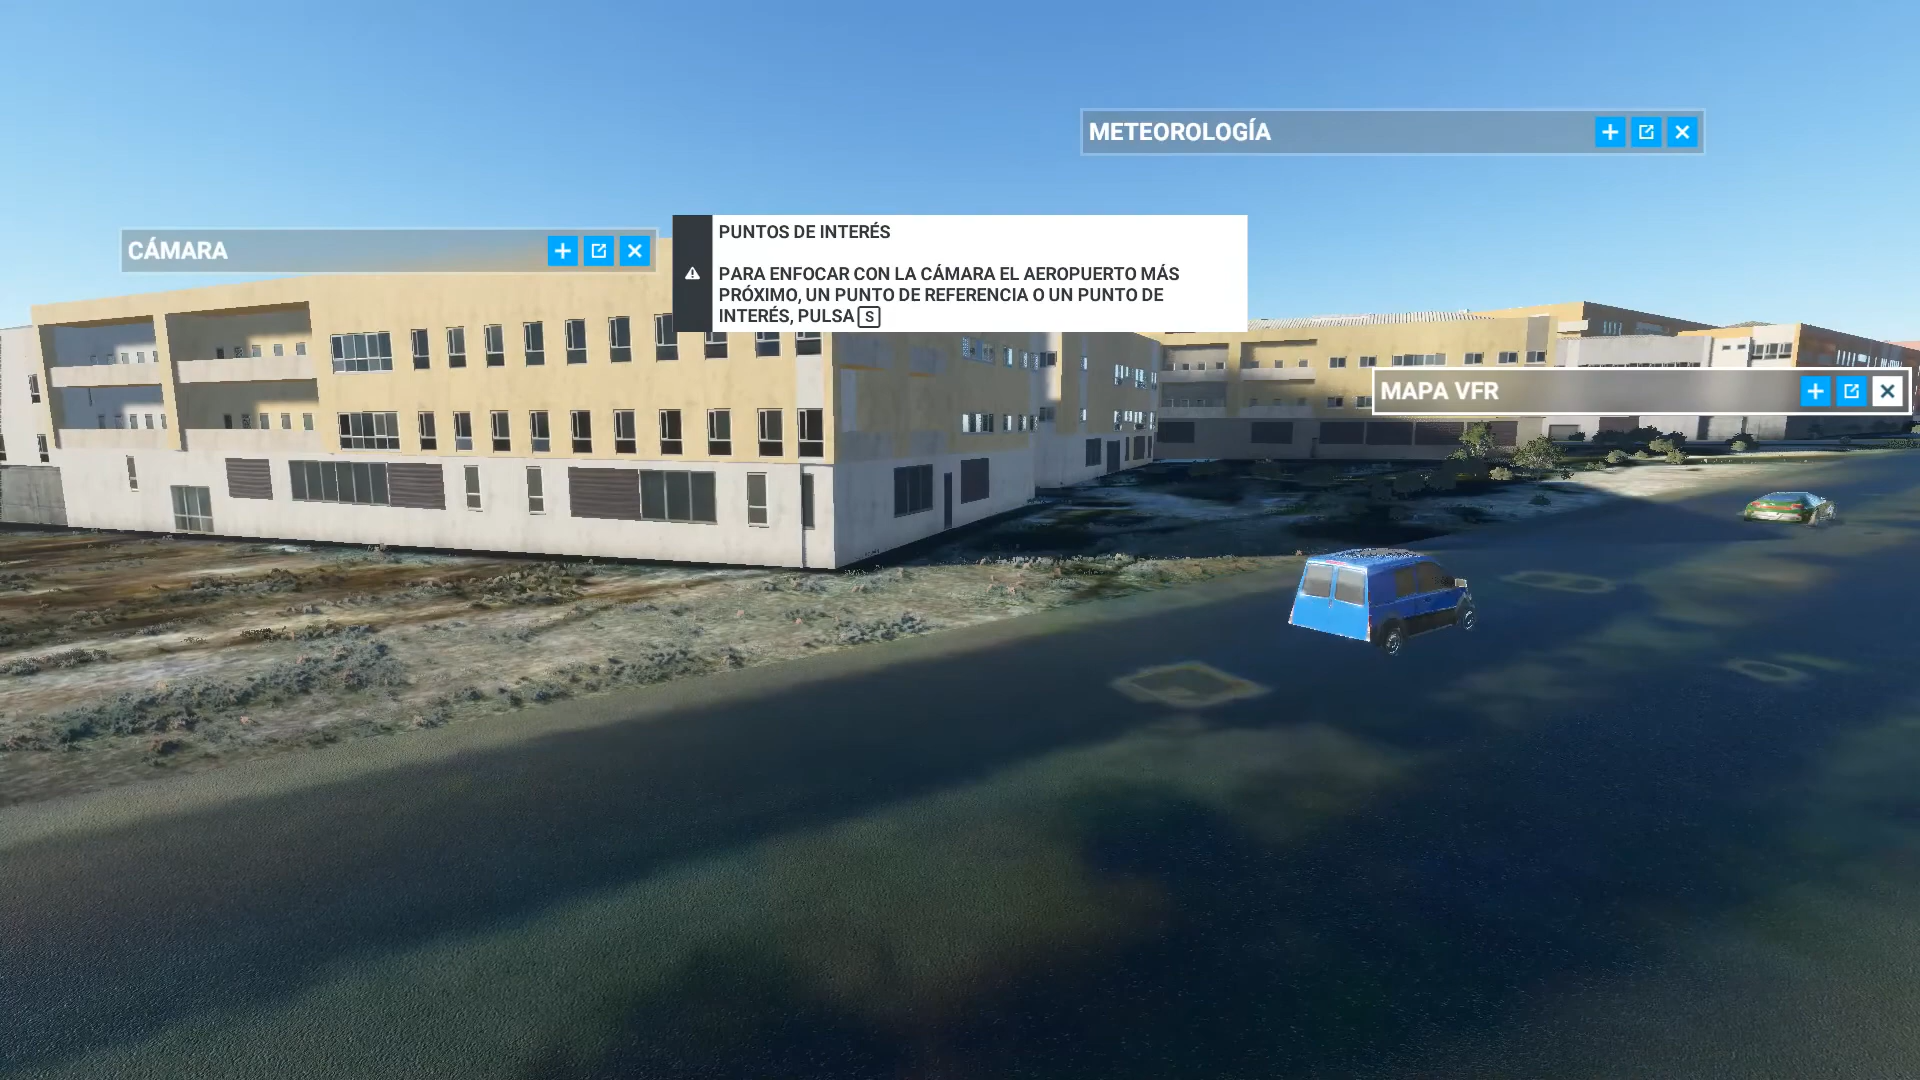 METEOROLOGÍA
CÁMARA
PUNTOS DE INTERÉS
PARA ENFOCAR CON LA CÁMARA EL AEROPUERTO MÁS
PRÓXIMO, UN PUNTO DE REFERENCIA O UN PUNTO DE
INTERÉS, PULSA S
MAPA VFR